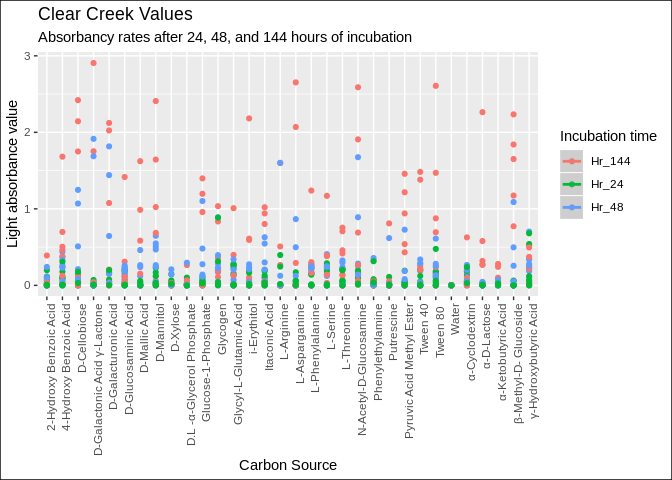 Clear Creek Values
Absorbancy rates after 24, 48, and 144 hours of incubation
Light absorbance value
3
2
1
0
2-Hydroxy Benzoic Acid
4-Hydroxy Benzoic Acid
D-Cellobiose
D-Galactonic Acid γ-Lactone
D-Galacturonic Acid
D-Glucosaminic Acid
D-Mallic Acid
D-Mannitol
D-Xylose
D.L -α-Glycerol Phosphate
Glucose-1-Phosphate
Glycogen
Glycyl-L-Glutamic Acid
i-Erythitol
Itaconic Acid
L-Arginine
L-Asparganine
L-Phenylalanine
L-Serine
L-Threonine
N-Acetyl-D-Glucosamine
Phenylethylamine
Putrescine
Pyruvic Acid Methyl Ester
Tween 40
Tween 80
Water
α-Cyclodextrin
α-D-Lactose
α-Ketobutyric Acid
β-Methyl-D- Glucoside
γ-Hydroxybutyric Acid
Carbon Source
Incubation time
Hr_144
Hr_24
Hr_48